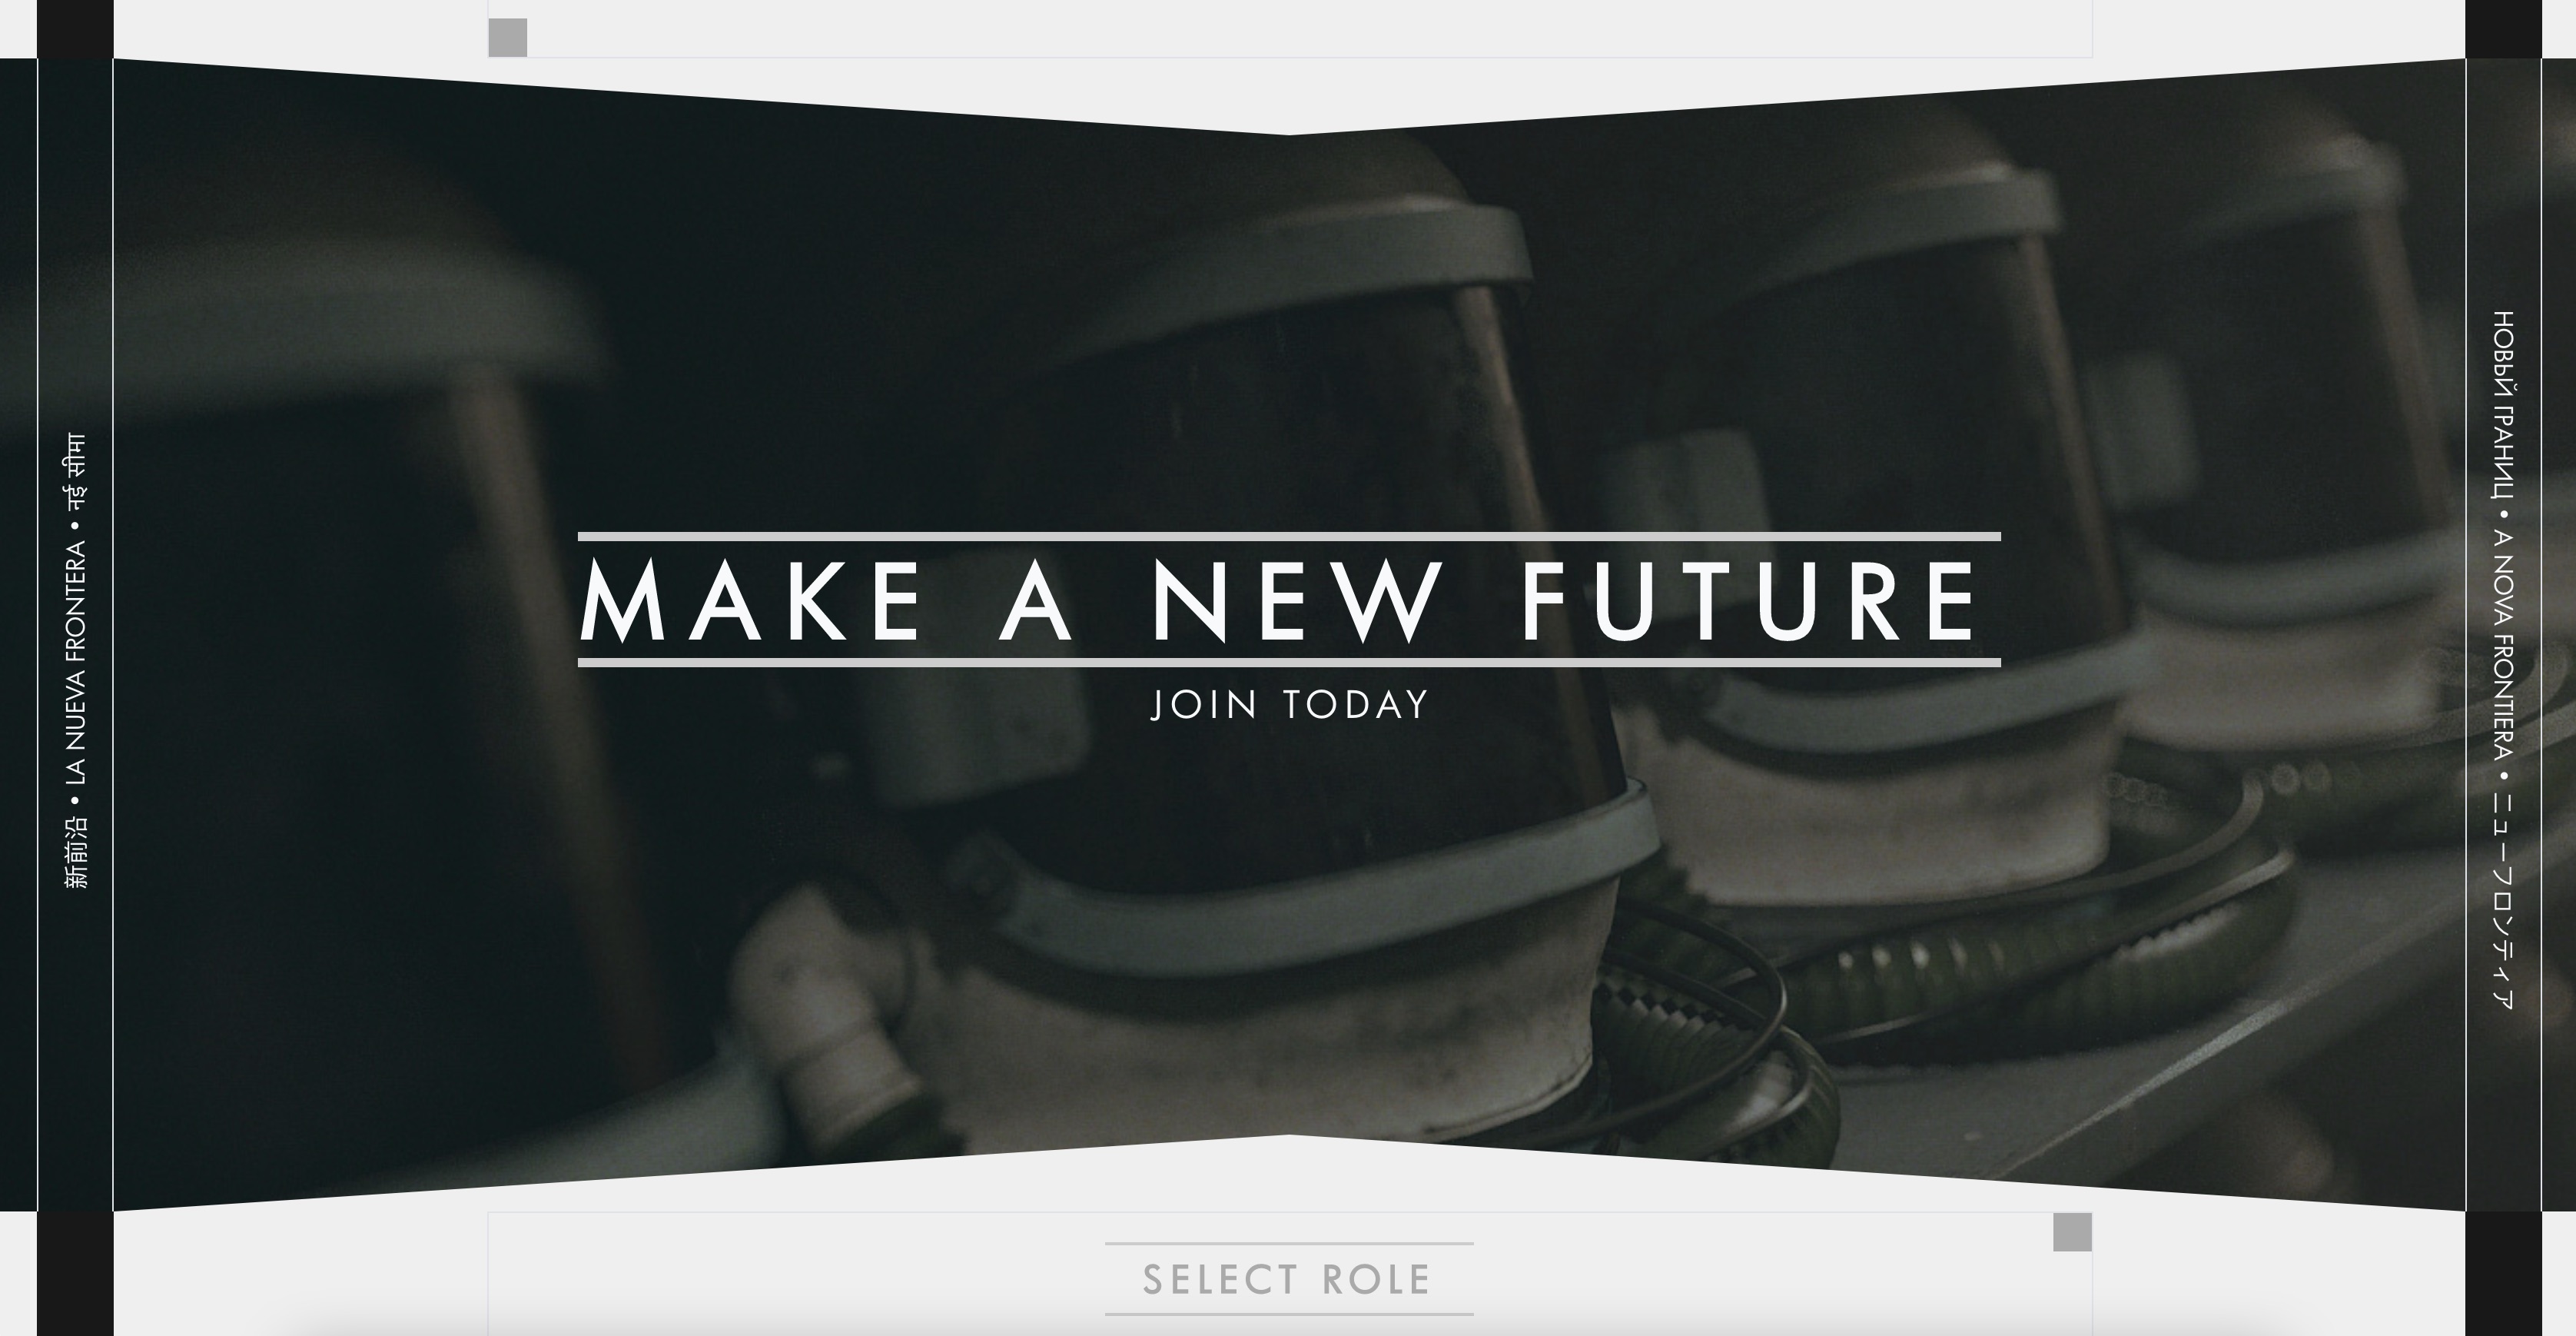 新前沿 • LA NUEVA FRONTERA • नई सीमा
MAKE A NEW FUTURE
JOIN TODAY
НОВЫЙ ГРАНИЦ • A NOVA FRONTIERA • ニューフロンティア
SELECT ROLE